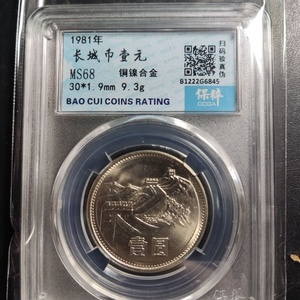 1981年
长城币壹元
MS68 铜镍合金
30*1.9mm 9.3g
BAO CUI COINS RATING
扫码验真伪
B1222G6845
保粹
CCGA
壹圆